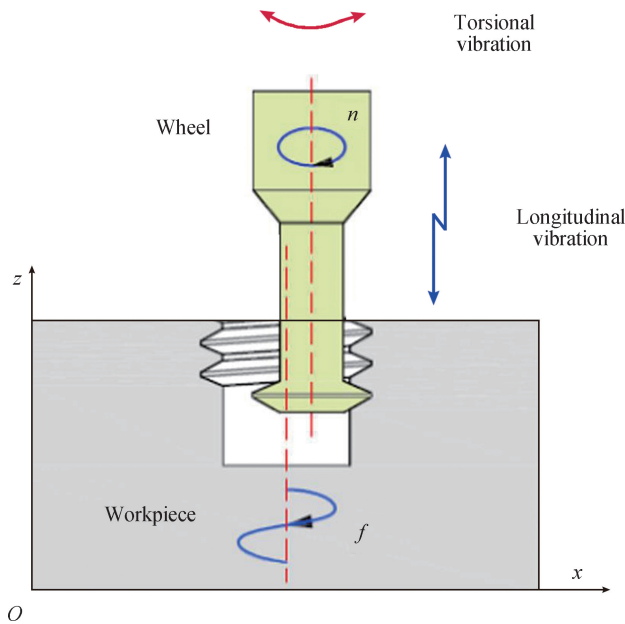 Torsional
vibration
Wheel
n
Longitudinal
vibration
z
Workpiece
f
x
O